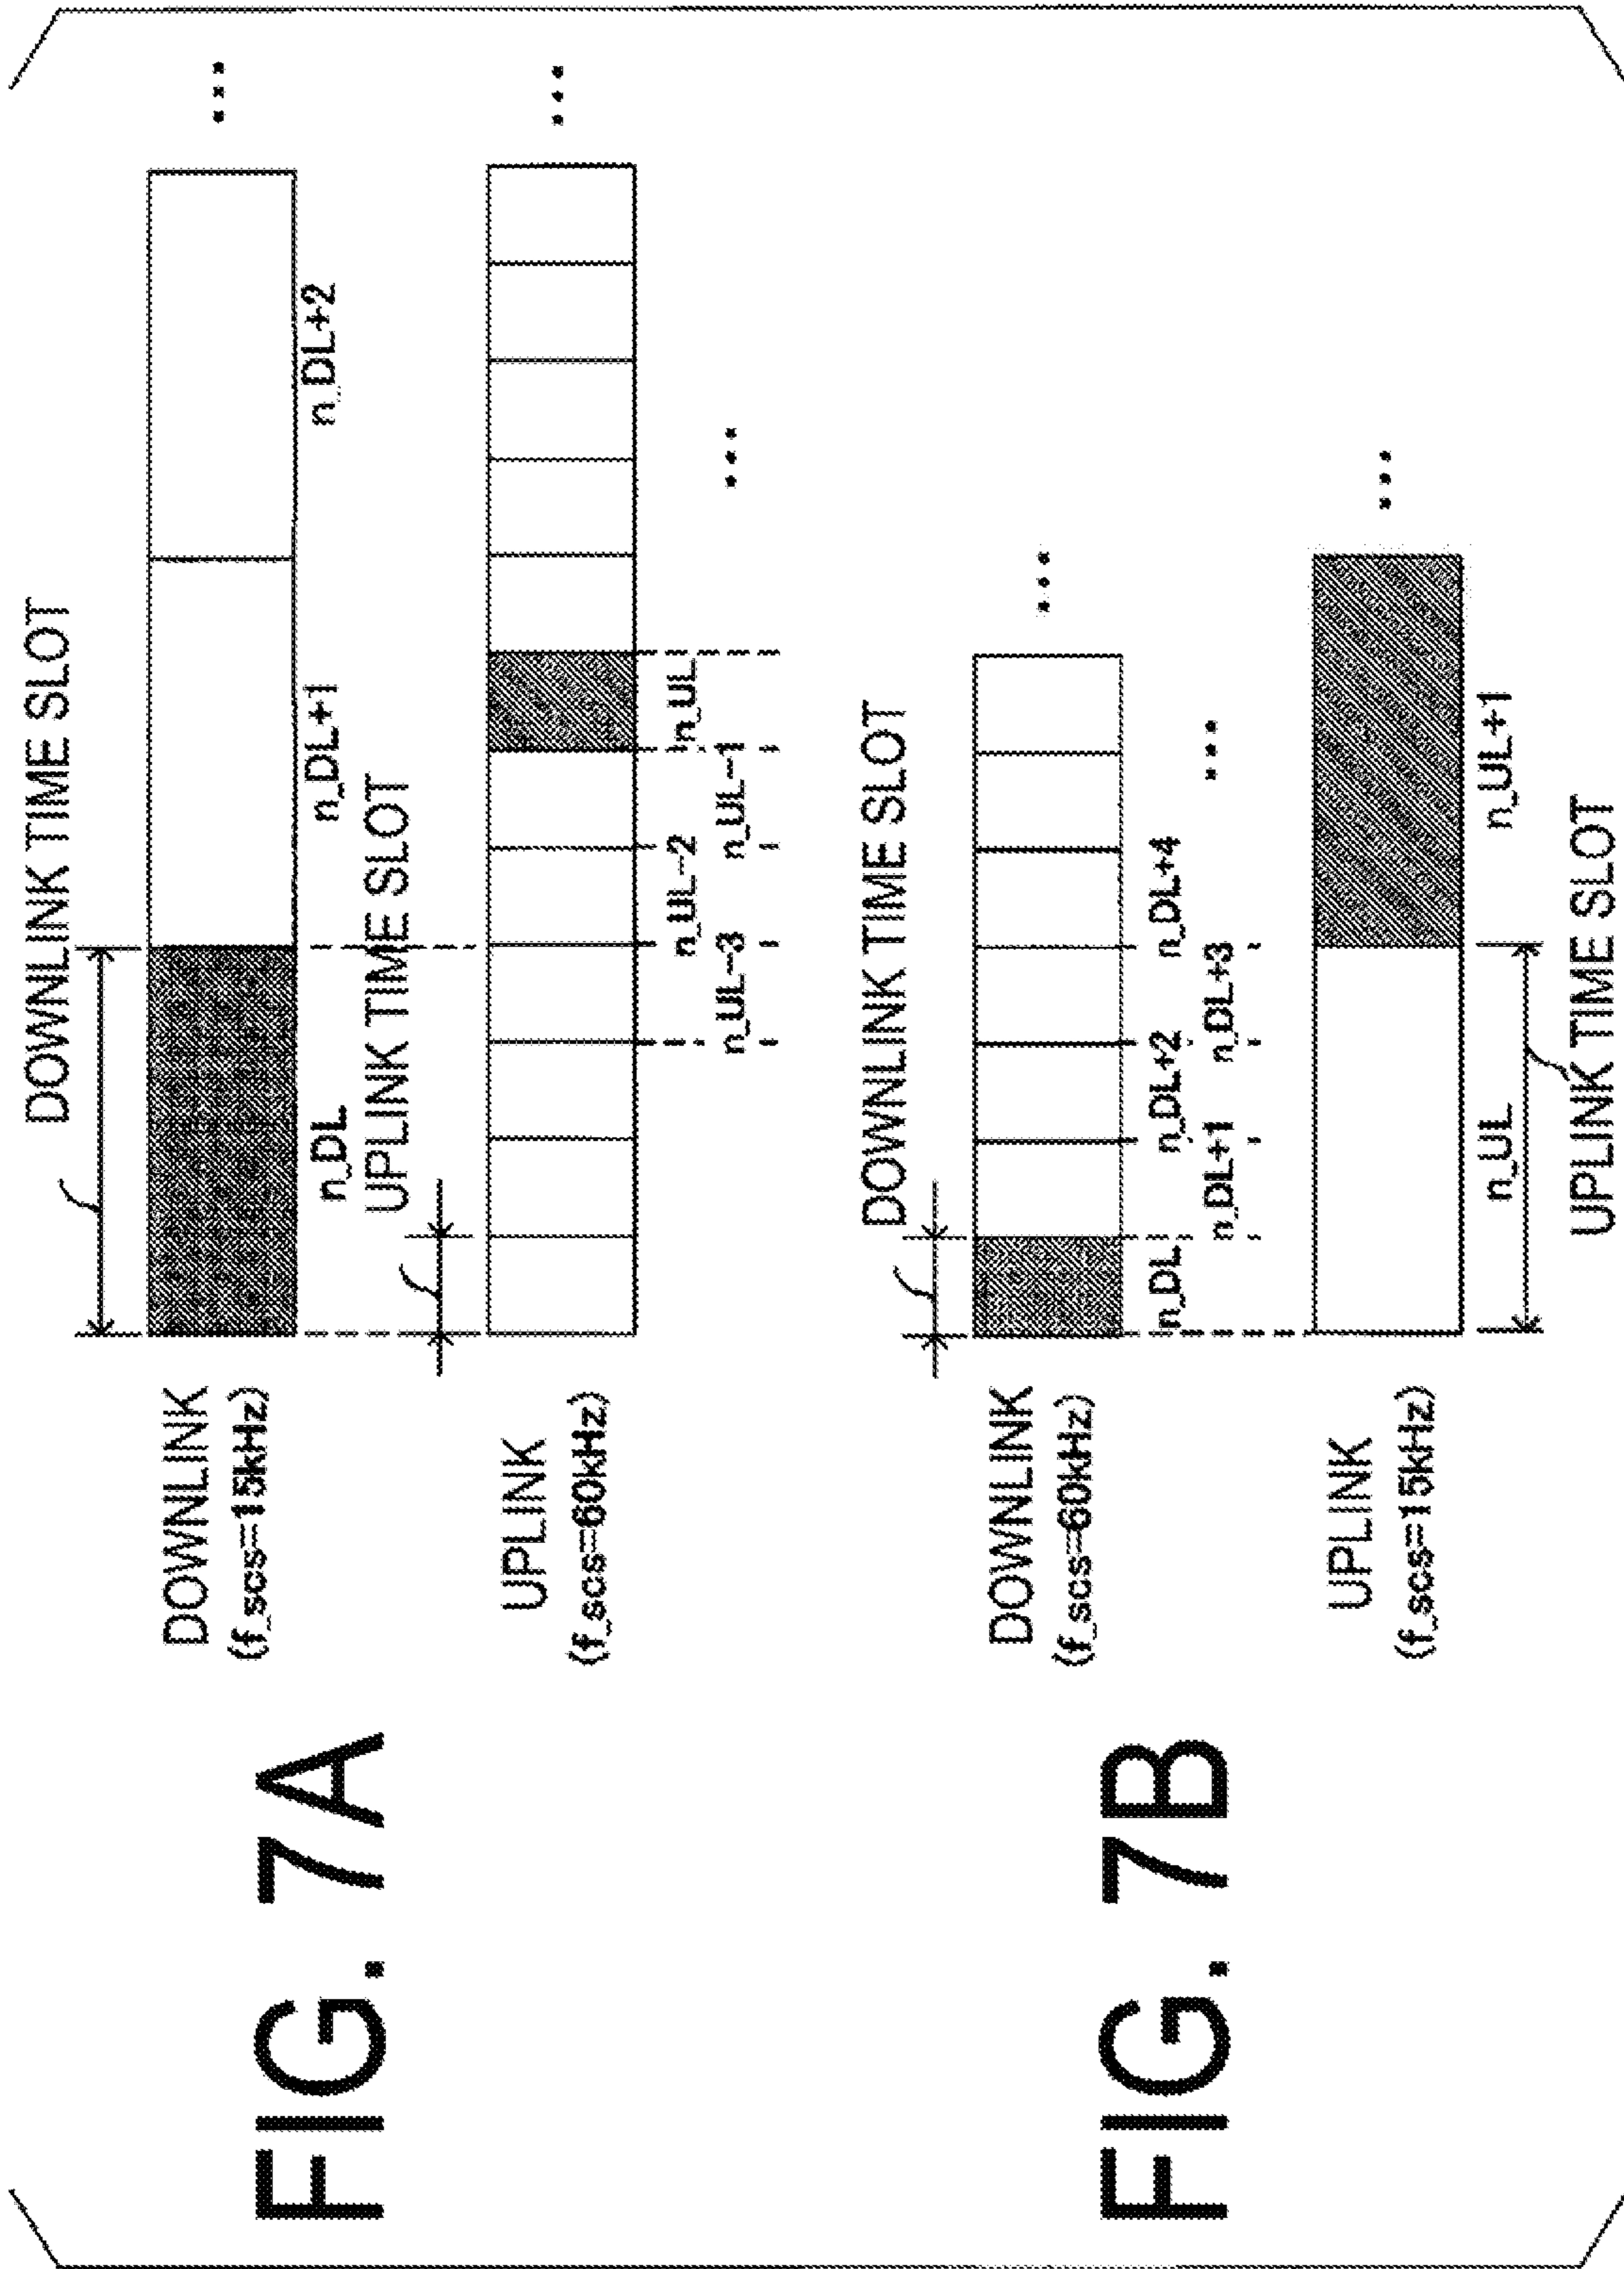 FIG. 7A
DOWNLINK TIME SLOT
DOWNLINK
(f_scs=15kHz)
n_DL
n_DL+1
n_DL+2
...
UPLINK TIME SLOT
UPLINK
(f_scs=60kHz)
...
n_UL-3
n_UL-2
n_UL-1
n_UL
...
FIG. 7B
DOWNLINK TIME SLOT
DOWNLINK
(f_scs=60kHz)
...
n_DL
n_DL+1
n_DL+2
n_DL+3
n_DL+4
...
UPLINK
(f_scs=15kHz)
...
n_UL
n_UL+1
UPLINK TIME SLOT